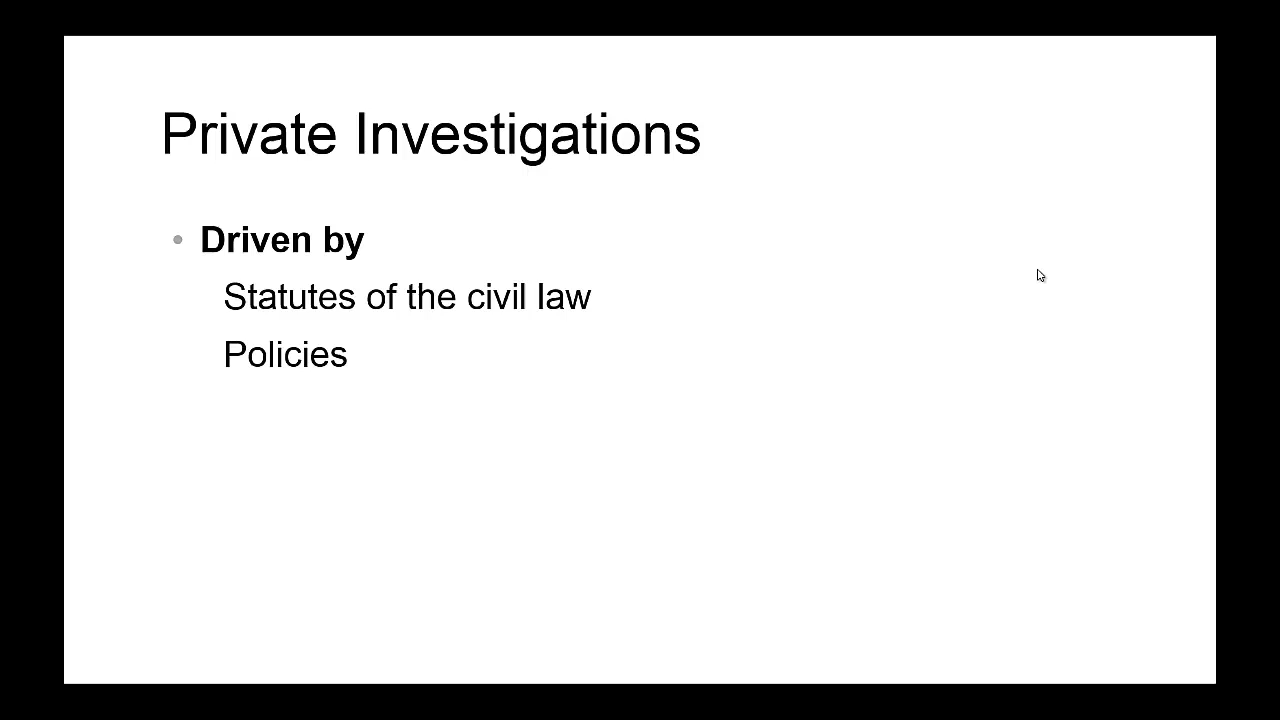 Private Investigations
• Driven by
Statutes of the civil law
Policies